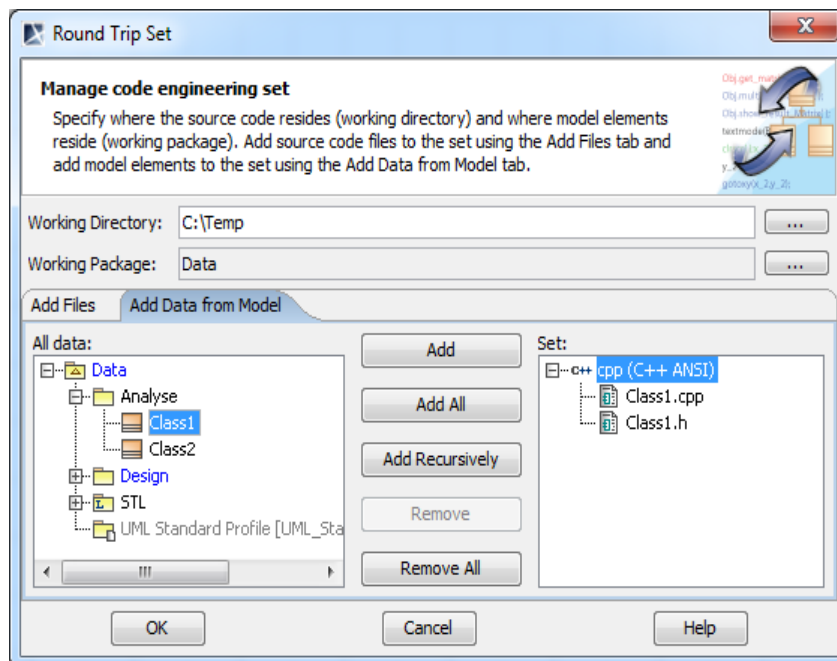 Round Trip Set
Manage code engineering set
Specify where the source code resides (working directory) and where model elements
reside (working package). Add source code files to the set using the Add Files tab and
add model elements to the set using the Add Data from Model tab.
Working Directory: C:\Temp ...
Working Package: Data ...
Add Files Add Data from Model
All data:
Data
Analyse
Class1
Class2
Design
STL
UML Standard Profile [UML_Sta
Add
Add All
Add Recursively
Remove
Remove All
Set:
c++ cpp (C++ ANSI)
Class1.cpp
Class1.h
OK Cancel Help